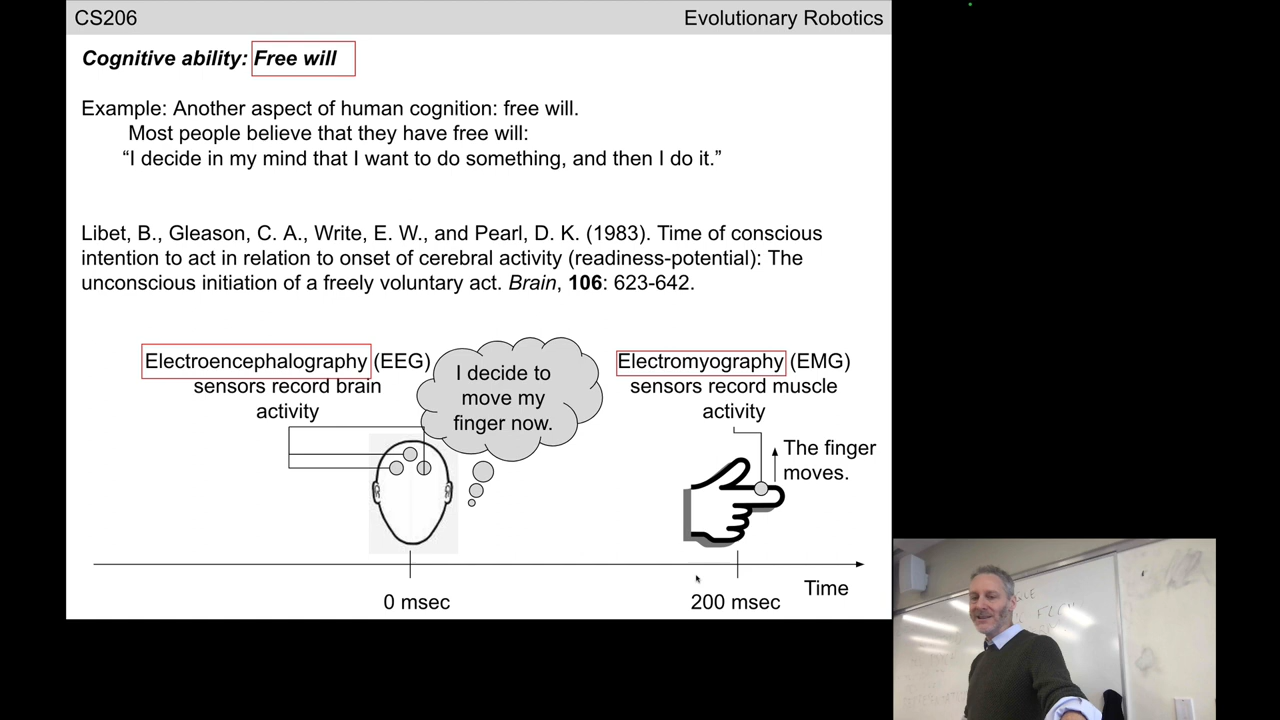 CS206
Evolutionary Robotics
Cognitive ability: Free will
Example: Another aspect of human cognition: free will.
Most people believe that they have free will:
“I decide in my mind that I want to do something, and then I do it.”
Libet, B., Gleason, C. A., Write, E. W., and Pearl, D. K. (1983). Time of conscious
intention to act in relation to onset of cerebral activity (readiness-potential): The
unconscious initiation of a freely voluntary act. Brain, 106: 623-642.
Electroencephalography (EEG)
sensors record brain
activity
I decide to
move my
finger now.
Electromyography (EMG)
sensors record muscle
activity
The finger
moves.
0 msec
200 msec
Time